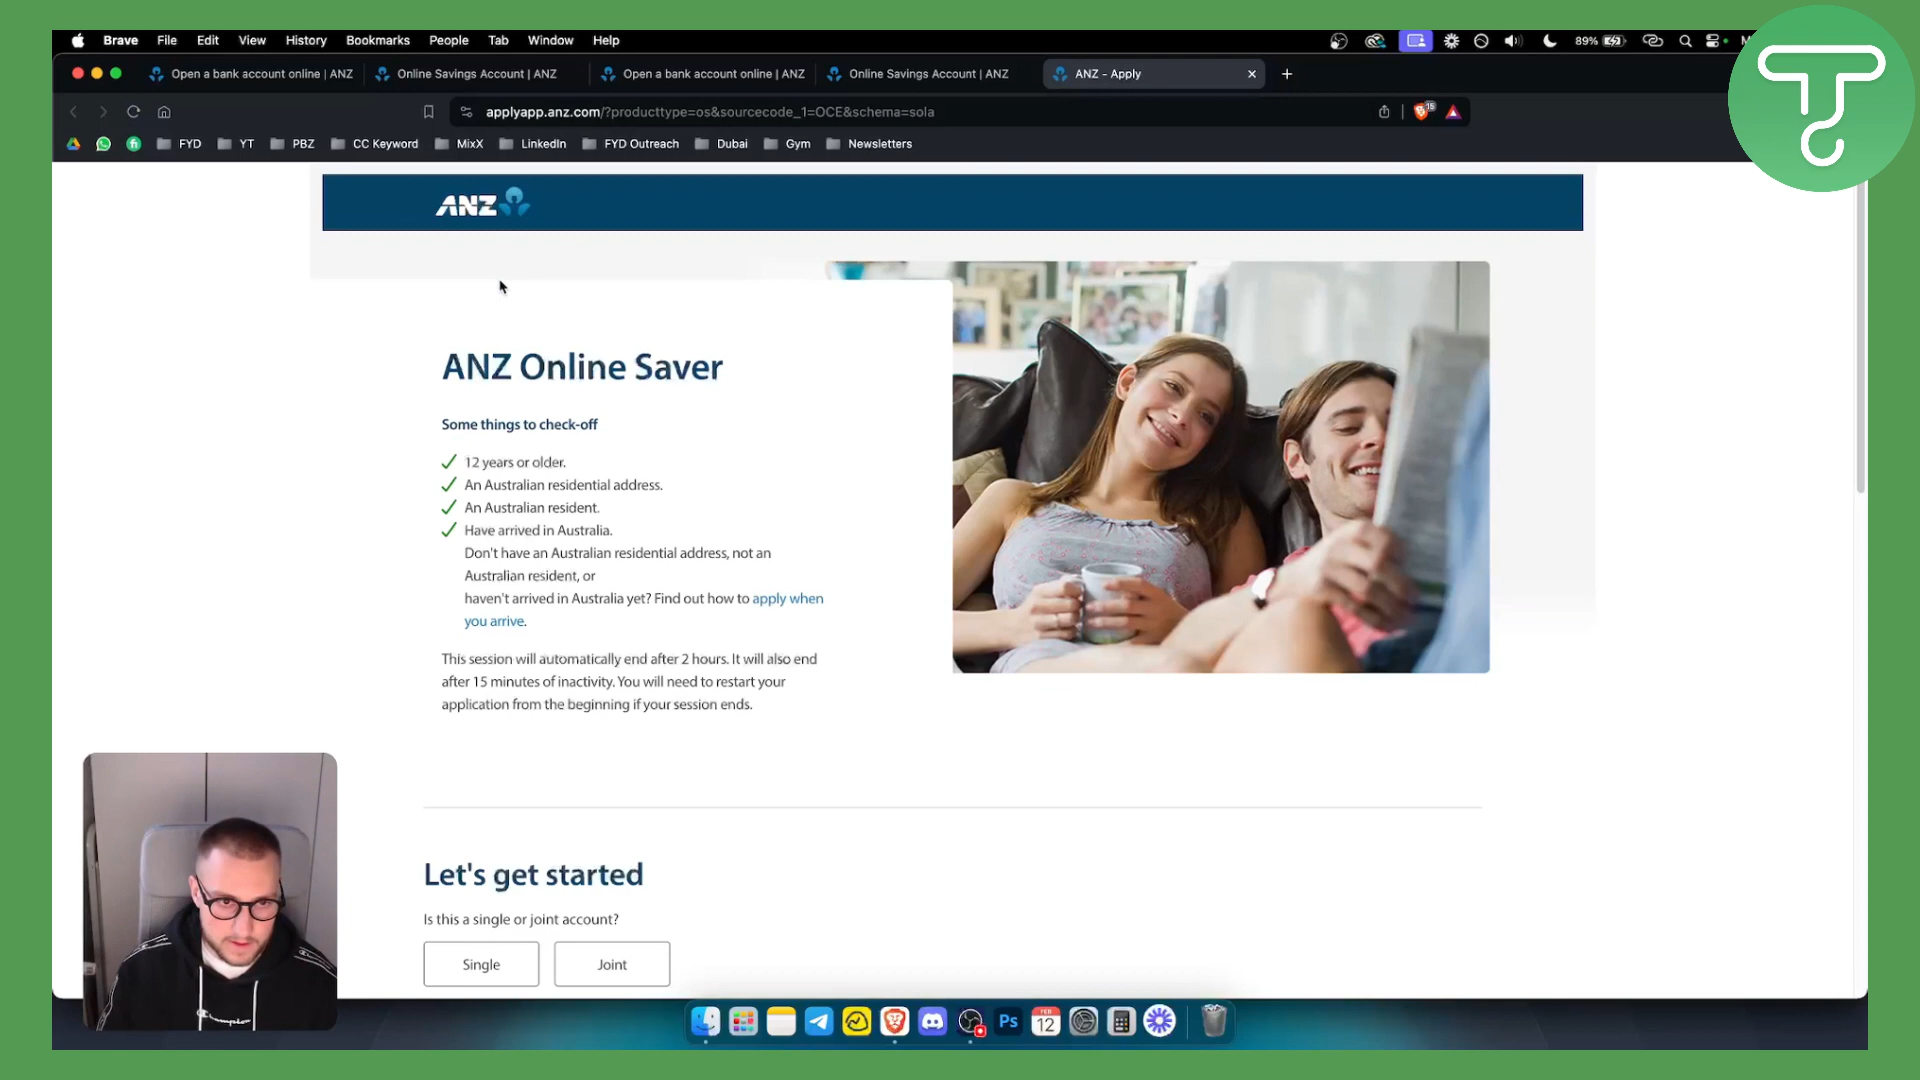 Brave File Edit View History Bookmarks People Tab Window Help 89%
Open a bank account online | ANZ Online Savings Account | ANZ Open a bank account online | ANZ Online Savings Account | ANZ ANZ - Apply
applyapp.anz.com/?producttype=os&sourcecode_1=OCE&schema=sola 15
FYD YT PBZ CC Keyword MixX LinkedIn FYD Outreach Dubai Gym Newsletters
ANZ
ANZ Online Saver
Some things to check-off
12 years or older.
An Australian residential address.
An Australian resident.
Have arrived in Australia.
Don't have an Australian residential address, not an
Australian resident, or
haven't arrived in Australia yet? Find out how to apply when
you arrive.
This session will automatically end after 2 hours. It will also end
after 15 minutes of inactivity. You will need to restart your
application from the beginning if your session ends.
Let's get started
Is this a single or joint account?
Single Joint
Champion
Ps FEB 12